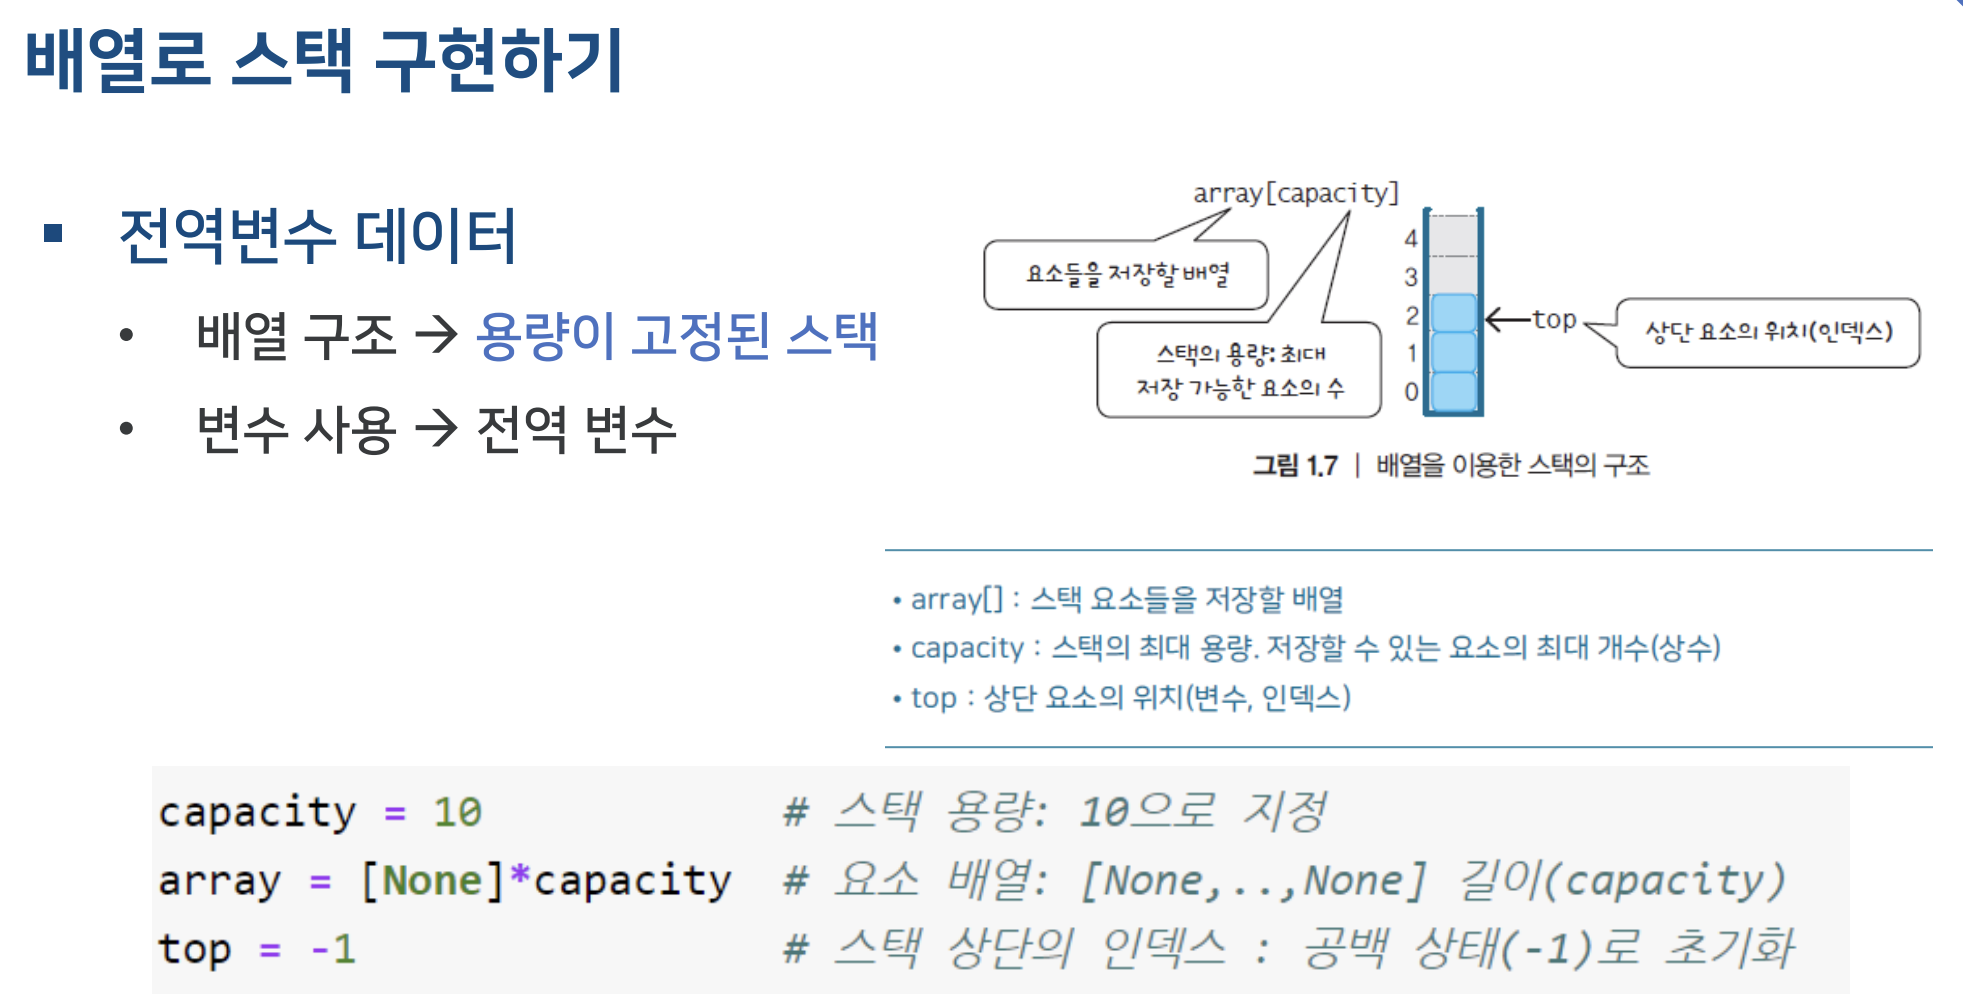 배열로 스택 구현하기
▪ 전역변수 데이터
• 배열 구조 → 용량이 고정된 스택
• 변수 사용 → 전역 변수
array[capacity]
요소들을 저장할 배열
스택의 용량: 최대
저장 가능한 요소의 수
4
3
2
1
0
top
상단 요소의 위치(인덱스)
그림 1.7 | 배열을 이용한 스택의 구조
• array[] : 스택 요소들을 저장할 배열
• capacity : 스택의 최대 용량. 저장할 수 있는 요소의 최대 개수(상수)
• top : 상단 요소의 위치(변수, 인덱스)
capacity = 10 # 스택 용량: 10으로 지정
array = [None]*capacity # 요소 배열: [None,..,None] 길이(capacity)
top = -1 # 스택 상단의 인덱스 : 공백 상태(-1)로 초기화